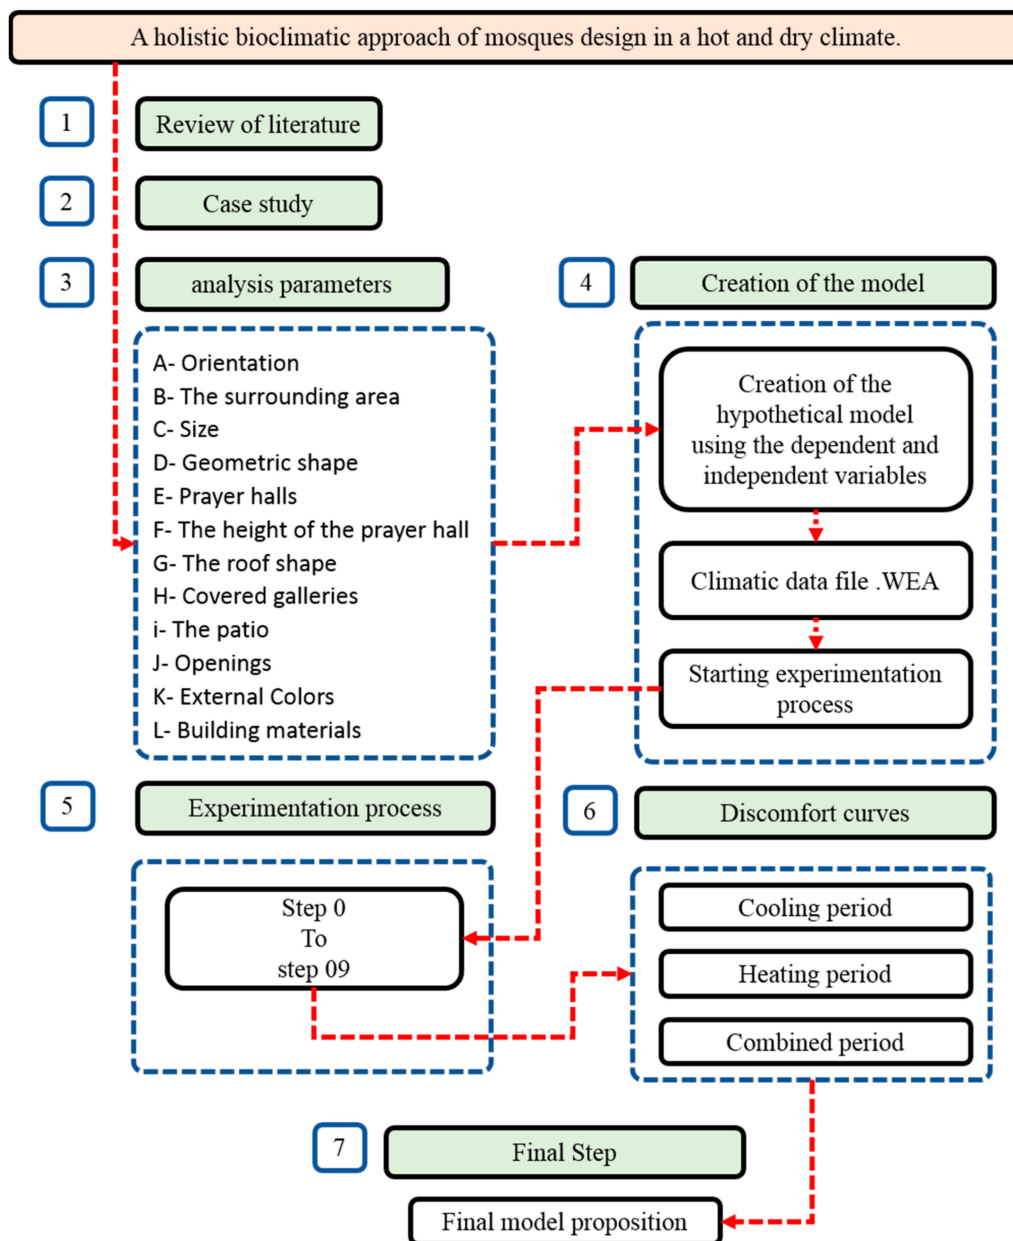 A holistic bioclimatic approach of mosques design in a hot and dry climate.
1
Review of literature
2
Case study
3
analysis parameters
A- Orientation
B- The surrounding area
C- Size
D- Geometric shape
E- Prayer halls
F- The height of the prayer hall
G- The roof shape
H- Covered galleries
i- The patio
J- Openings
K- External Colors
L- Building materials
4
Creation of the model
Creation of the
hypothetical model
using the dependent and
independent variables
Climatic data file .WEA
Starting experimentation
process
5
Experimentation process
Step 0
To
step 09
6
Discomfort curves
Cooling period
Heating period
Combined period
7
Final Step
Final model proposition